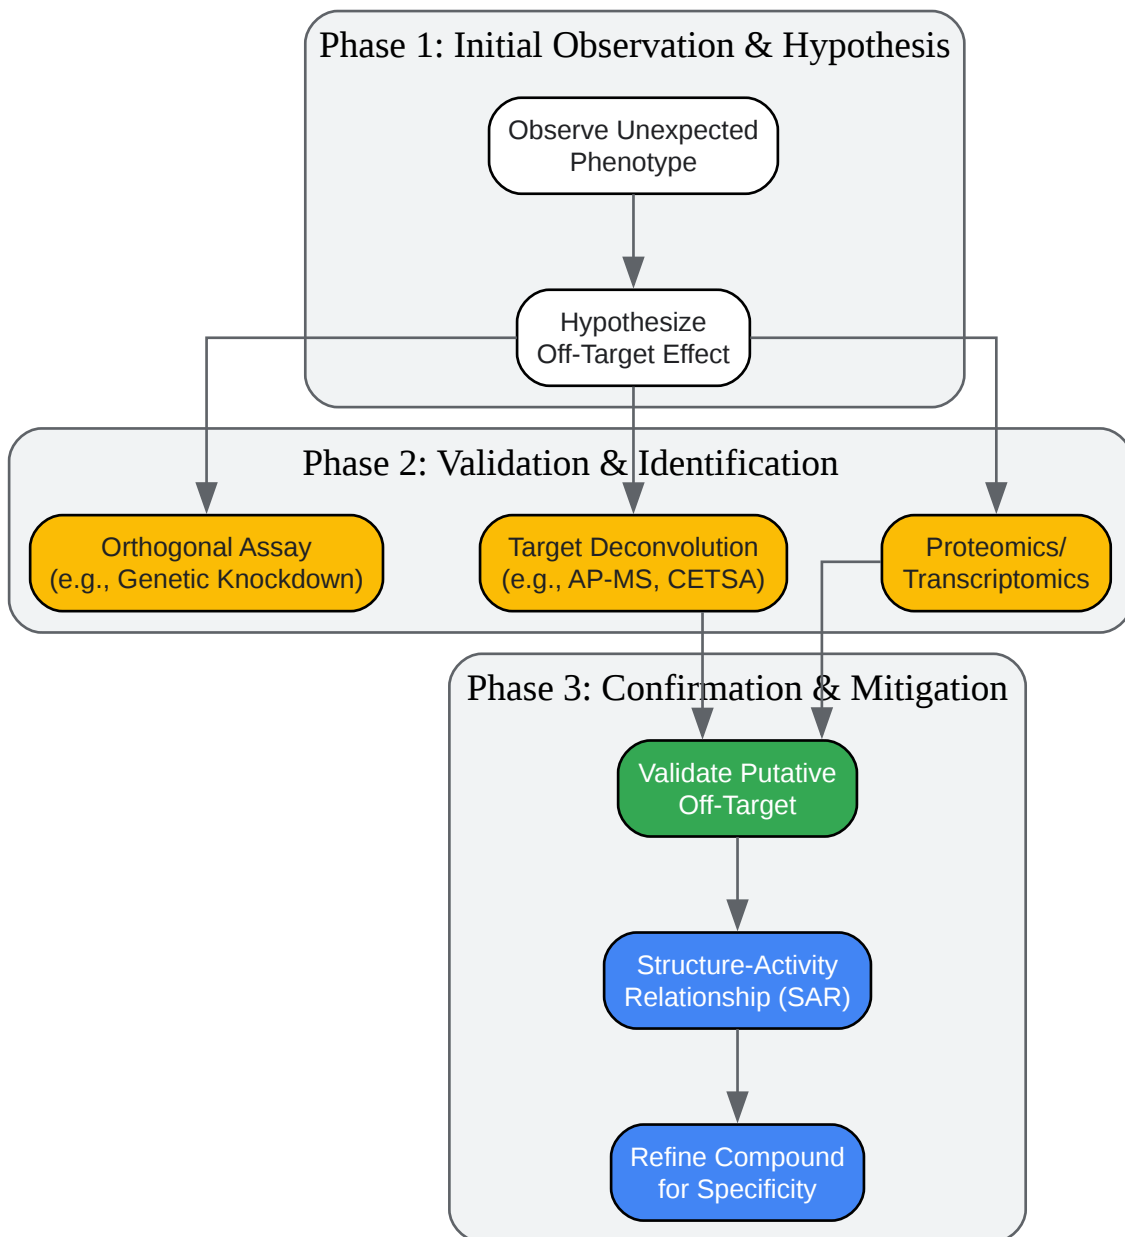 Phase 1: Initial Observation & Hypothesis
Observe Unexpected
Phenotype
Hypothesize
Off-Target Effect
Phase 2: Validation & Identification
Orthogonal Assay
(e.g., Genetic Knockdown)
Target Deconvolution
(e.g., AP-MS, CETSA)
Proteomics/
Transcriptomics
Phase 3: Confirmation & Mitigation
Validate Putative
Off-Target
Structure-Activity
Relationship (SAR)
Refine Compound
for Specificity